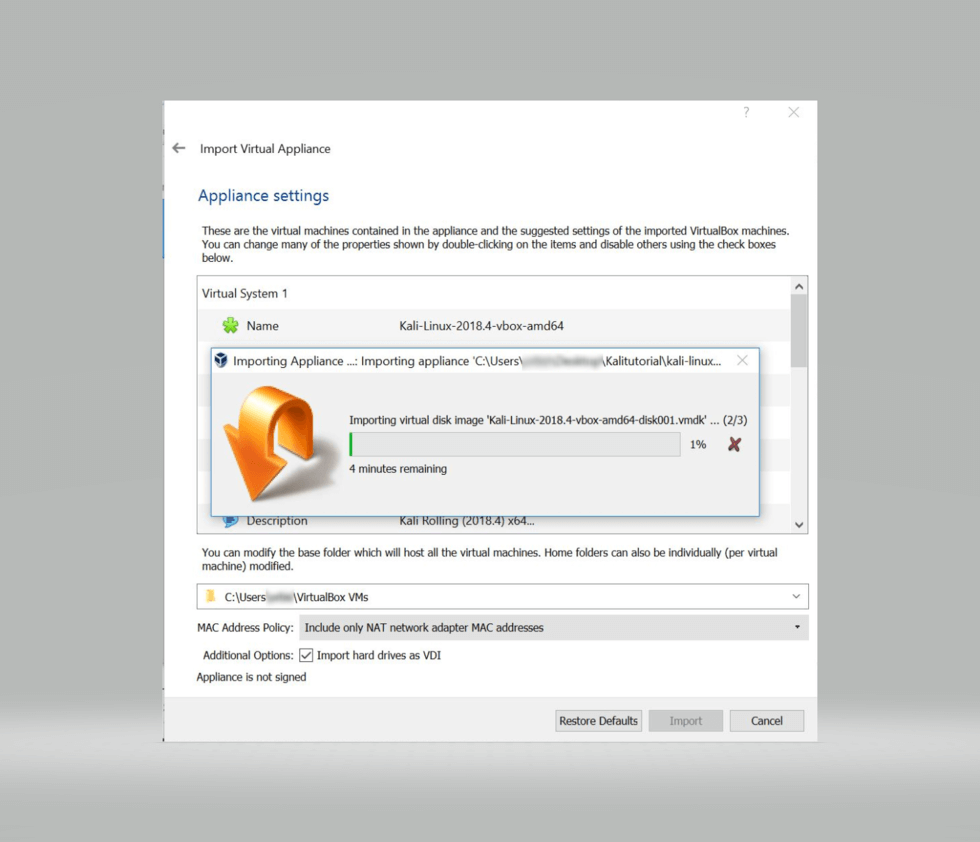 ?
Import Virtual Appliance
Appliance settings
These are the virtual machines contained in the appliance and the suggested settings of the imported VirtualBox machines.
You can change many of the properties shown by double-clicking on the items and disable others using the check boxes
below.
Virtual System 1
Name Kali-Linux-2018.4-vbox-amd64
Importing Appliance ...: Importing appliance 'C:\Users\ \Kalitutorial\kali-linux...
Importing virtual disk image 'Kali-Linux-2018.4-vbox-amd64-disk001.vmdk' ... (2/3)
1%
4 minutes remaining
Description Kali Rolling (2018.4) x64...
You can modify the base folder which will host all the virtual machines. Home folders can also be individually (per virtual
machine) modified.
C:\Users \VirtualBox VMs
MAC Address Policy: Include only NAT network adapter MAC addresses
Additional Options: Import hard drives as VDI
Appliance is not signed
Restore Defaults Import Cancel